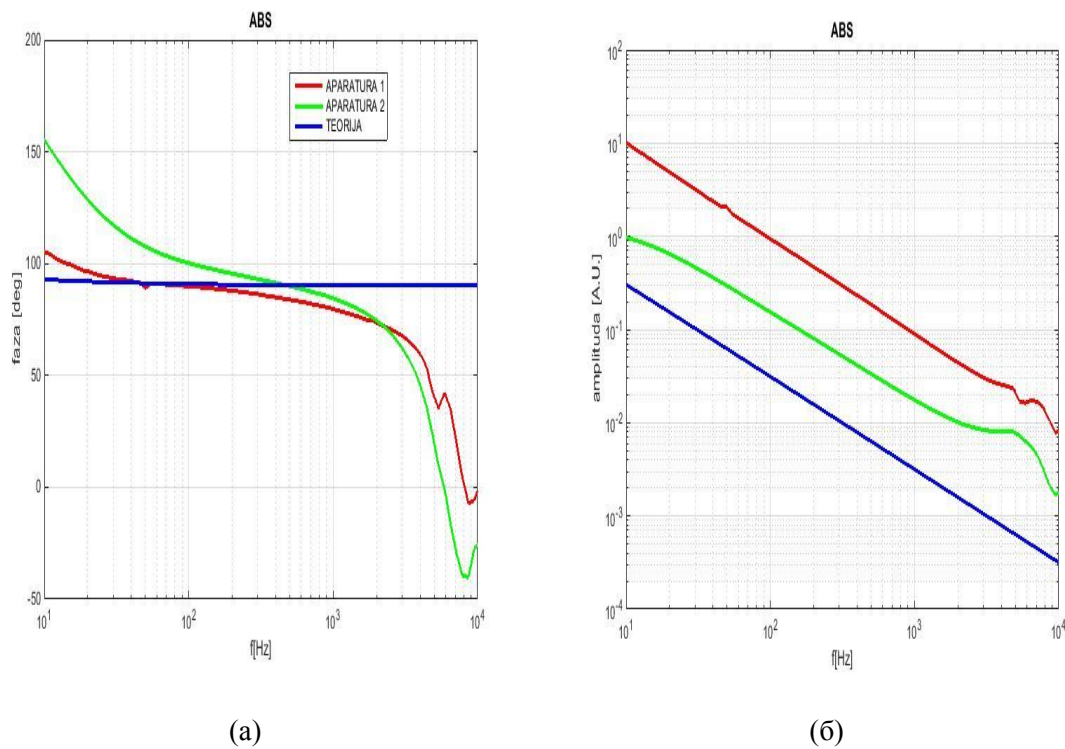 ABS
200
150
100
50
0
-50
faza [deg]
APARATURA 1
APARATURA 2
TEORIJA
10^1
10^2
10^3
10^4
f[Hz]
(а)
ABS
10^2
10^1
10^0
10^-1
10^-2
10^-3
10^-4
amplituda [A.U.]
10^1
10^2
10^3
10^4
f[Hz]
(б)